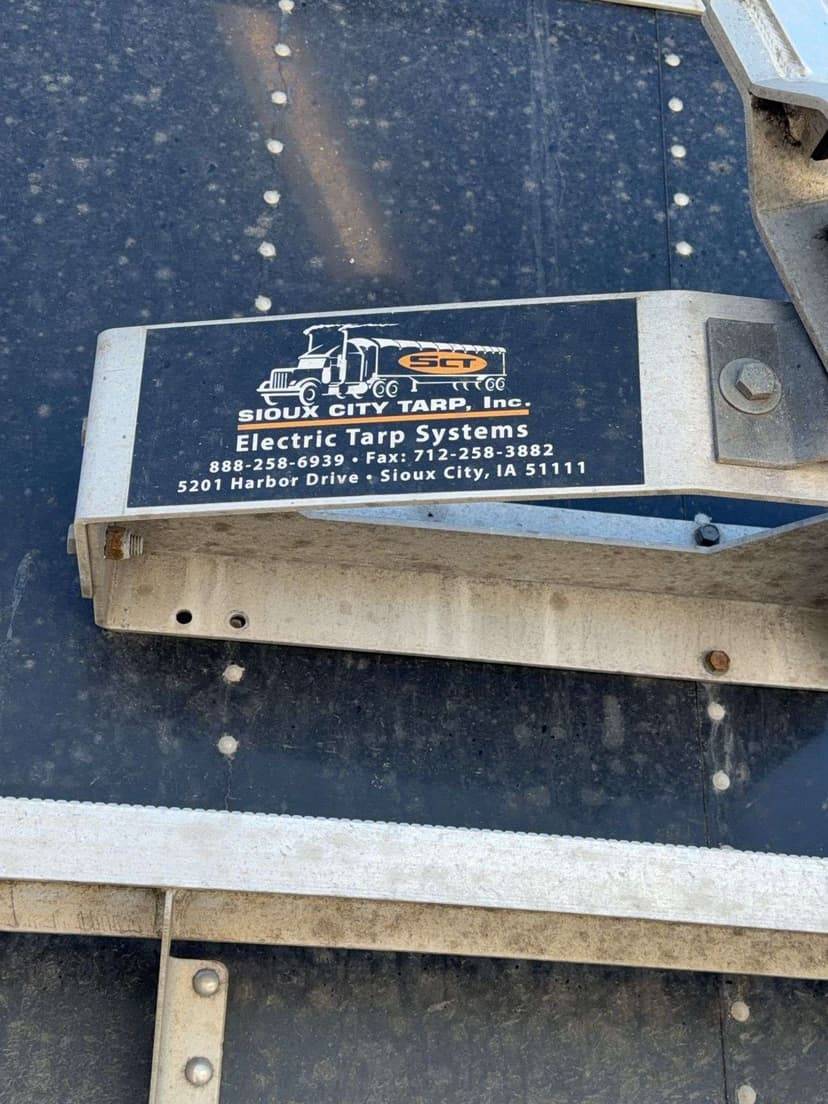 SCT
SIOUX CITY TARP, Inc.
Electric Tarp Systems
888-258-6939 • Fax: 712-258-3882
5201 Harbor Drive • Sioux City, IA 51111